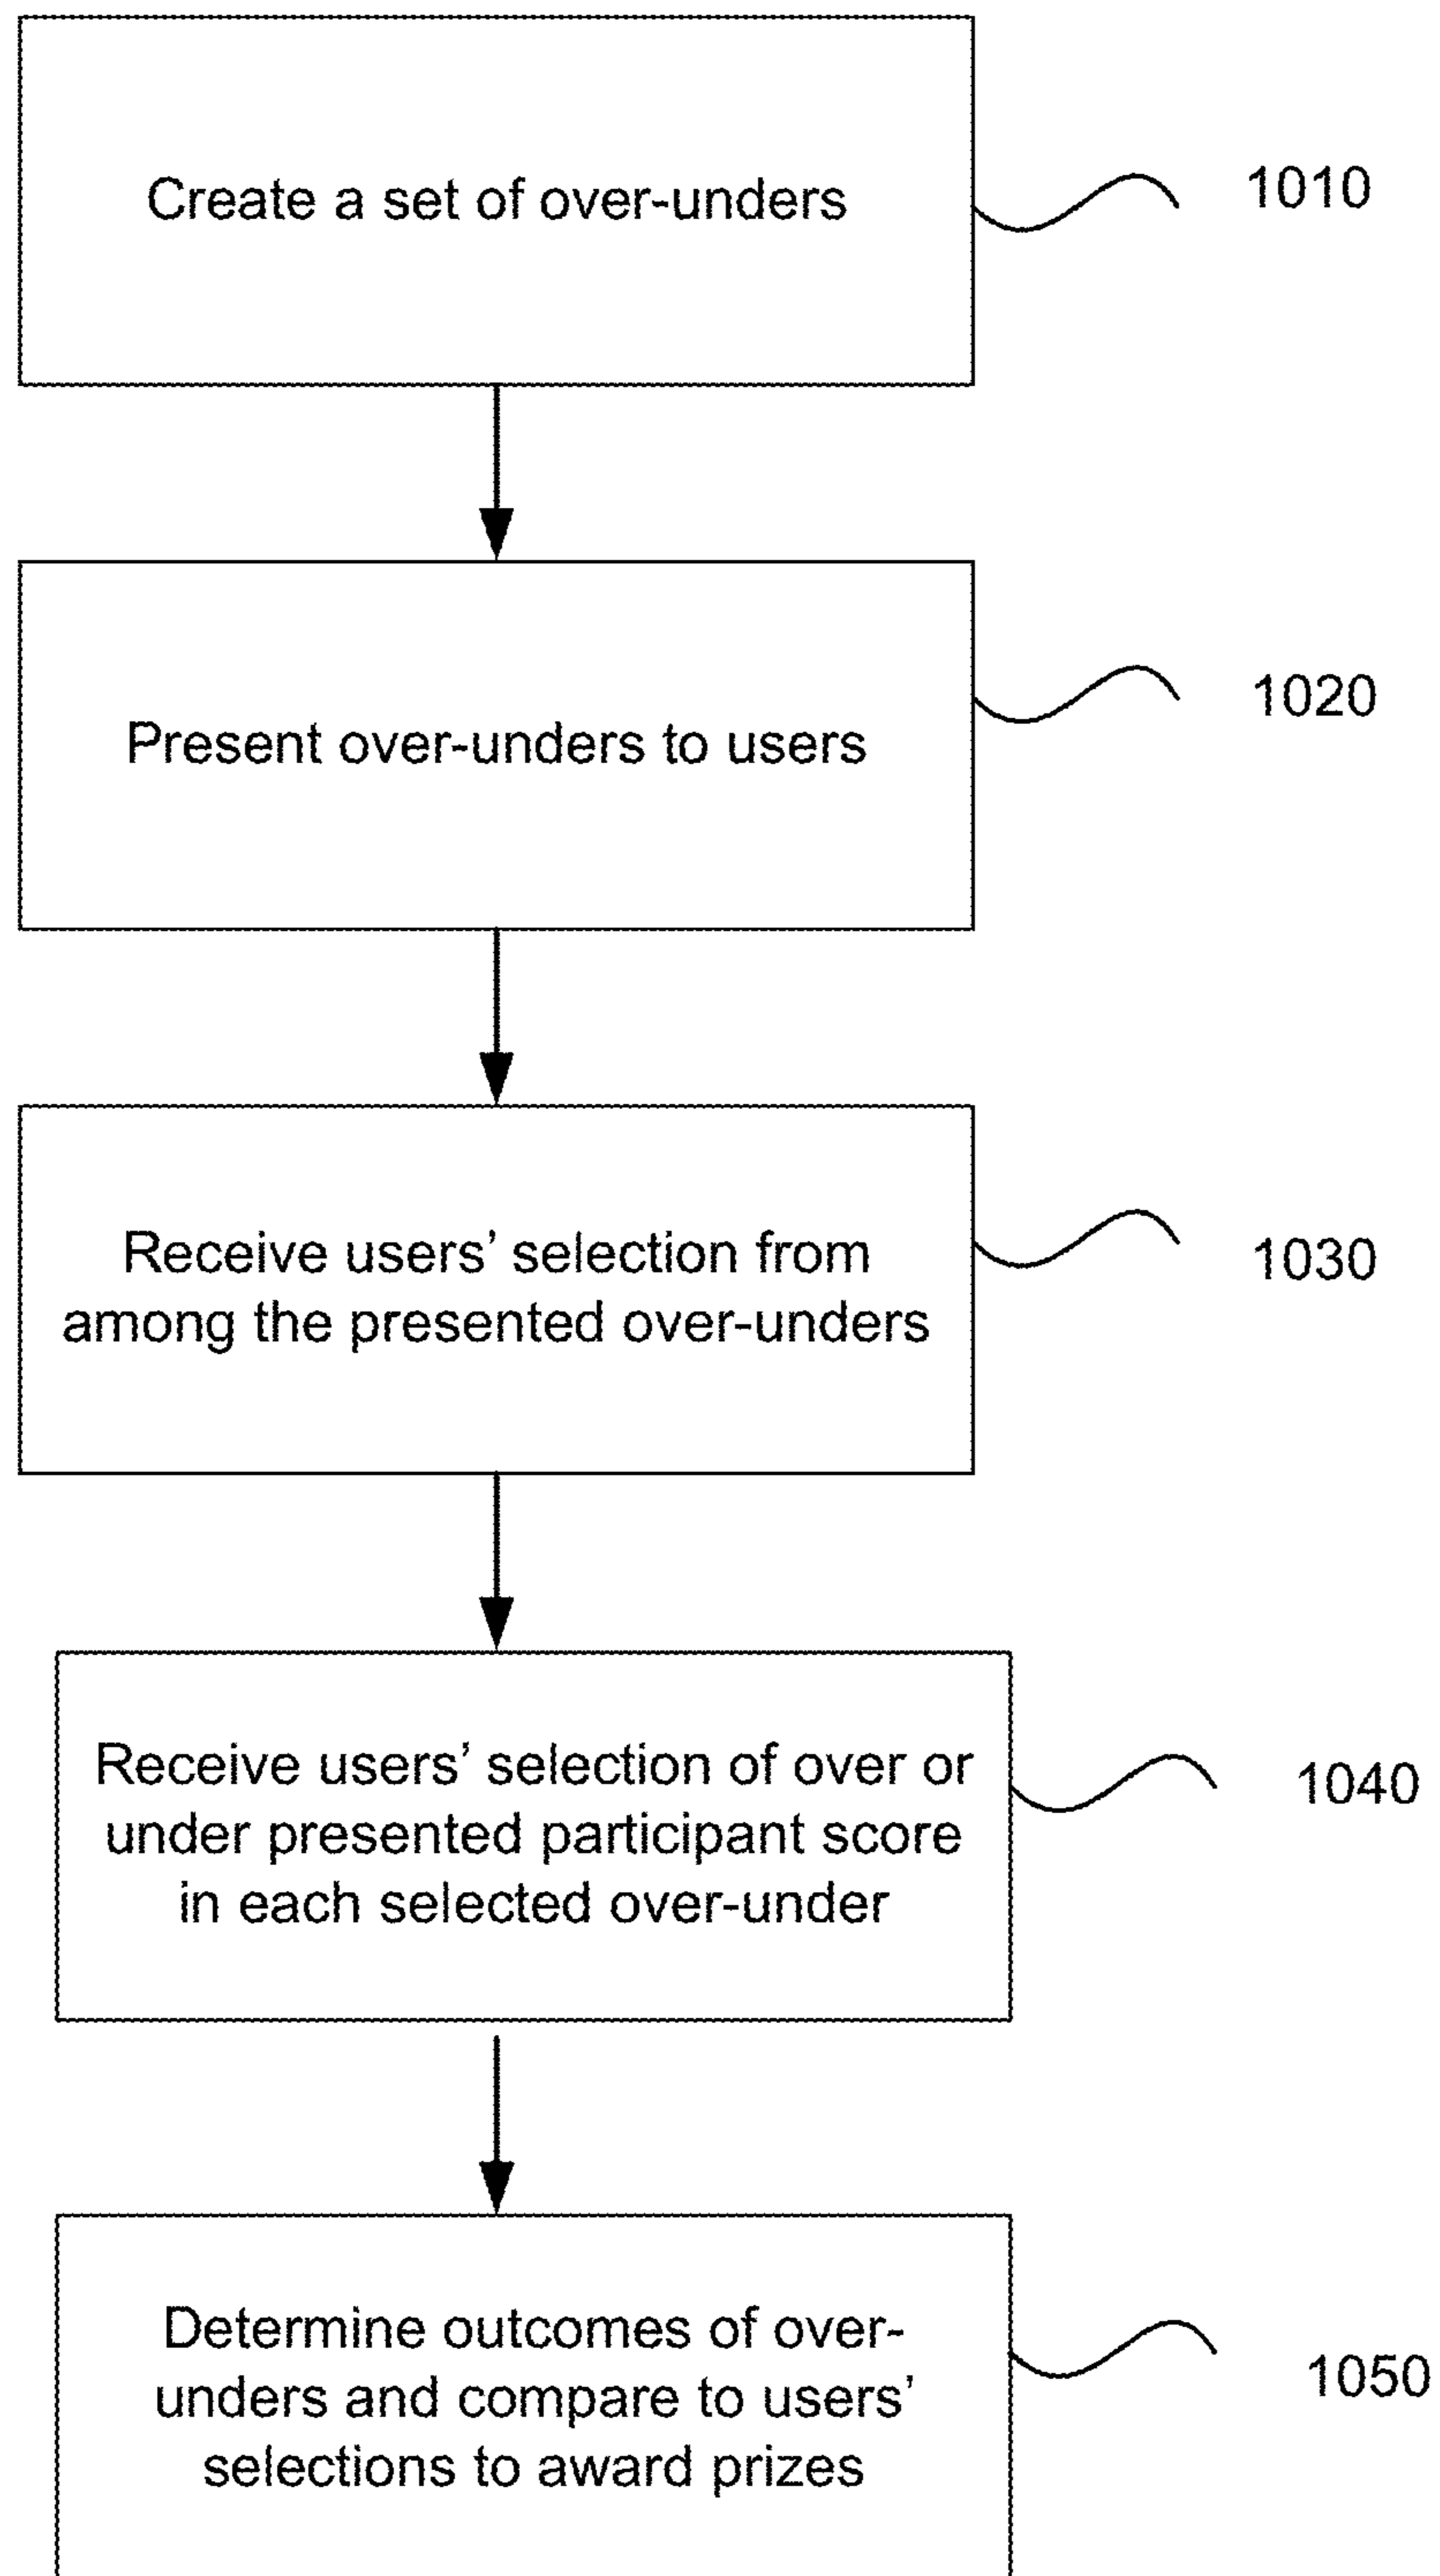 Create a set of over-unders
1010
Present over-unders to users
1020
Receive users’ selection from
among the presented over-unders
1030
Receive users’ selection of over or
under presented participant score
in each selected over-under
1040
Determine outcomes of over-
unders and compare to users’
selections to award prizes
1050